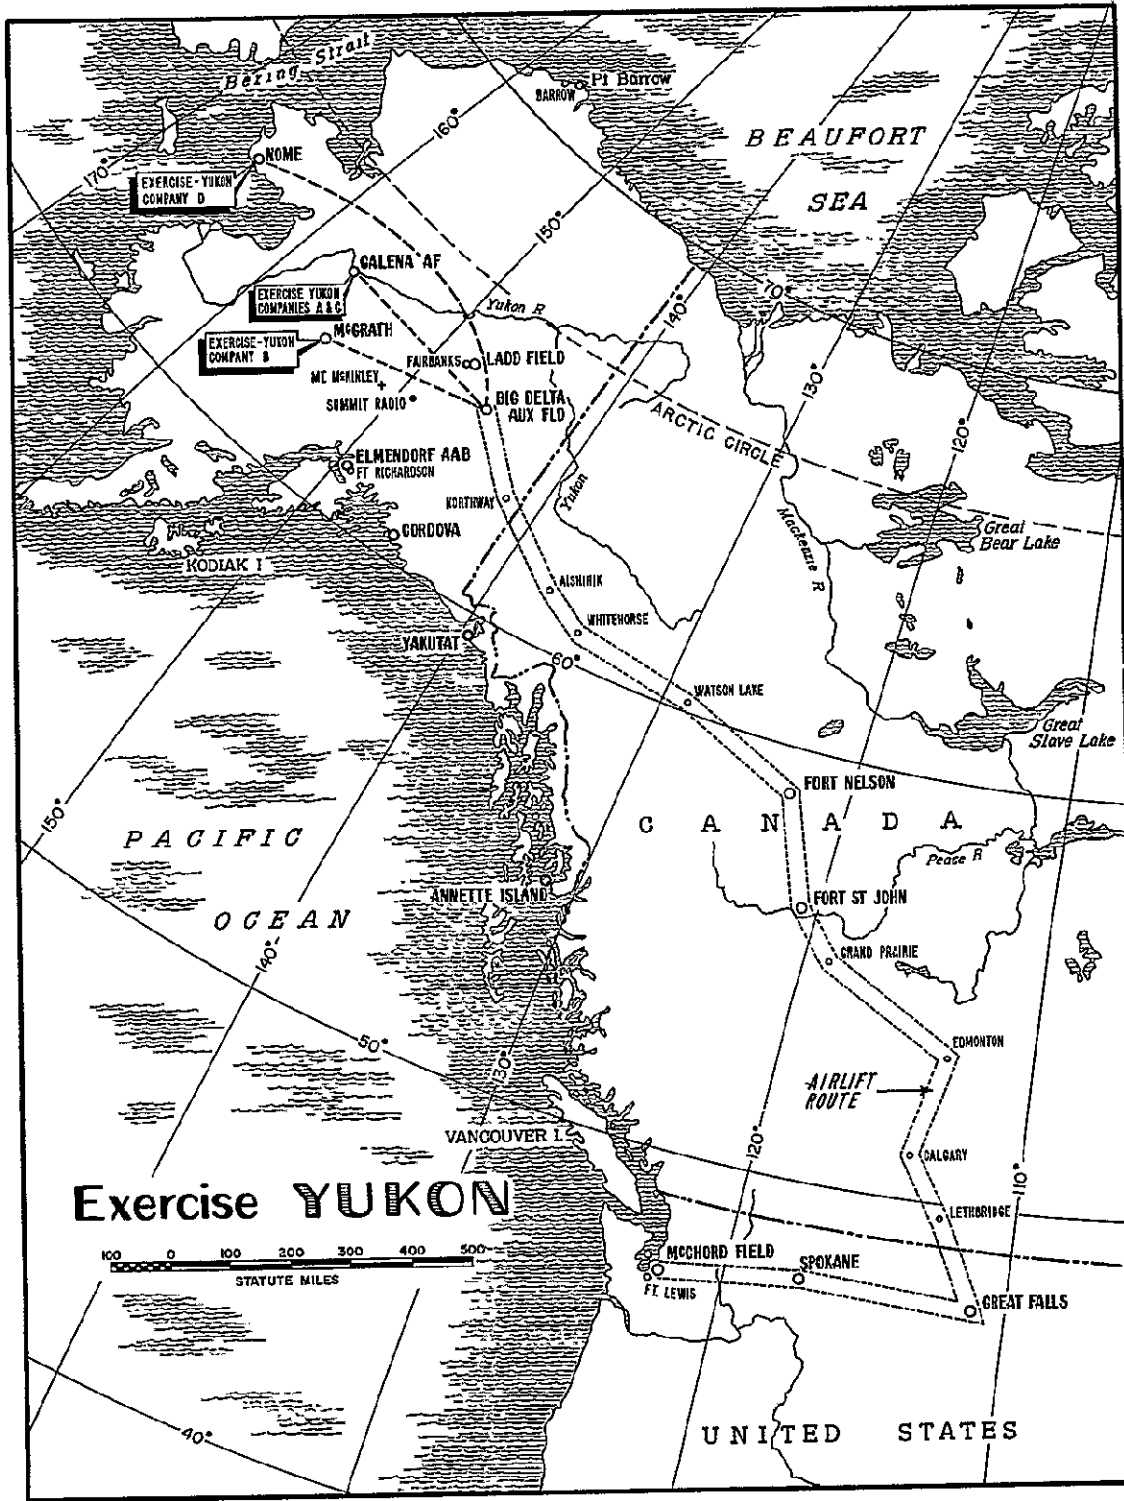 Bering Strait
Pt Barrow
BARROW
160°
BEAUFORT
SEA
NOME
170°
EXERCISE-YUKON
COMPANY D
150°
GALENA AF
EXERCISE YUKON
COMPANIES A & C
Yukon R
70°
140°
McGRATH
EXERCISE-YUKON
COMPANY B
FAIRBANKS
LADD FIELD
MT McKINLEY
SUMMIT RADIO
BIG DELTA
AUX FLD
130°
ARCTIC CIRCLE
120°
ELMENDORF AAB
FT RICHARDSON
NORTHWAY
Yukon
CORDOVA
Mackenzie R
Great
Bear Lake
KODIAK I
AISHIHIK
WHITEHORSE
YAKUTAT
60°
WATSON LAKE
Great
Slave Lake
FORT NELSON
150°
CANADA
PACIFIC
OCEAN
Peace R
ANNETTE ISLAND
FORT ST JOHN
140°
GRAND PRAIRIE
50°
EDMONTON
130°
AIRLIFT
ROUTE
VANCOUVER I.
120°
CALGARY
110°
Exercise YUKON
LETHBRIDGE
100 0 100 200 300 400 500
STATUTE MILES
McCHORD FIELD
SPOKANE
FT. LEWIS
GREAT FALLS
40°
UNITED STATES